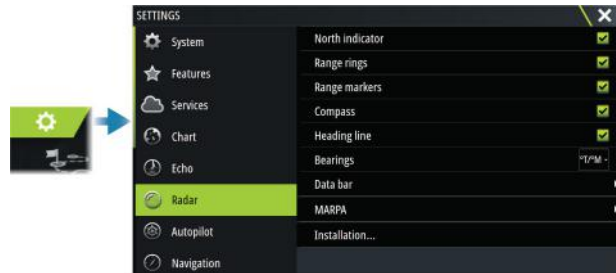 SETTINGS
System
Features
Services
Chart
Echo
Radar
Autopilot
Navigation
North indicator
Range rings
Range markers
Compass
Heading line
Bearings °T/°M
Data bar
MARPA
Installation...